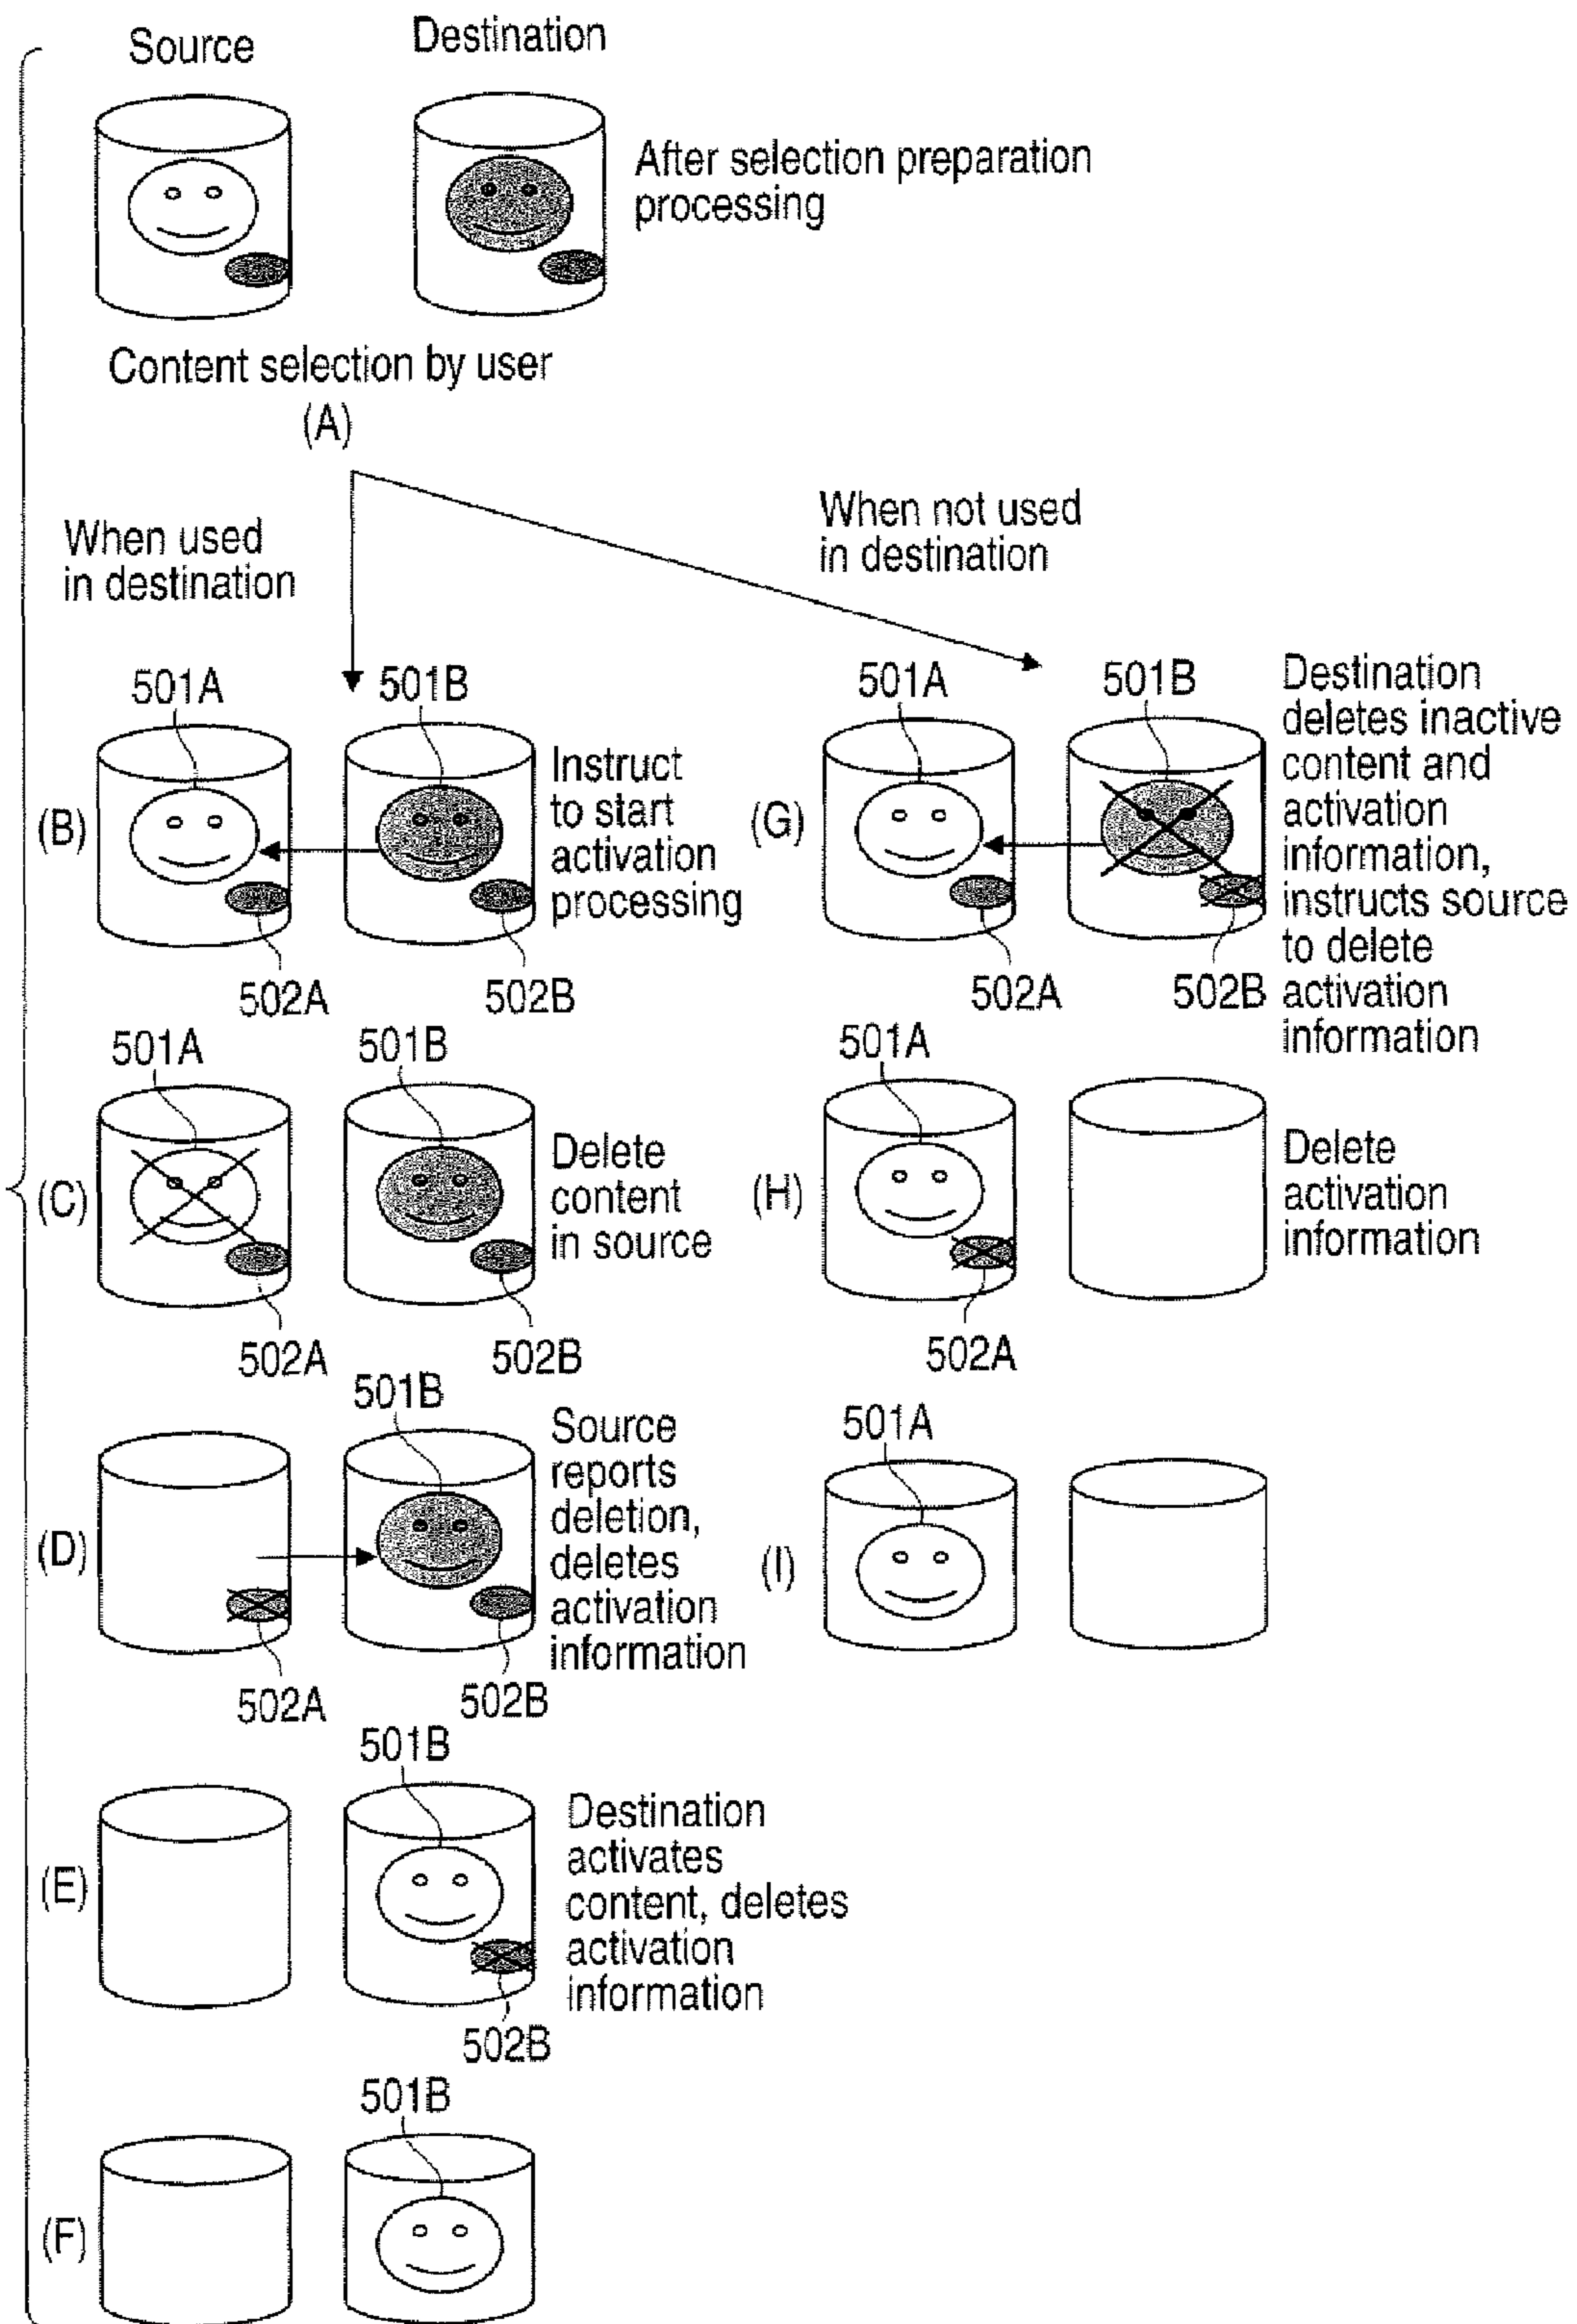 Source
Destination
After selection preparation
processing
Content selection by user
(A)
When used
in destination
When not used
in destination
501A
501B
(B)
Instruct
to start
activation
processing
502A
502B
501A
501B
(G)
Destination
deletes inactive
content and
activation
information,
instructs source
to delete
activation
information
502A
502B
501A
501B
(C)
Delete
content
in source
502A
502B
501A
(H)
Delete
activation
information
502A
501B
(D)
Source
reports
deletion,
deletes
activation
information
502A
502B
501A
(I)
501B
(E)
Destination
activates
content, deletes
activation
information
502B
501B
(F)